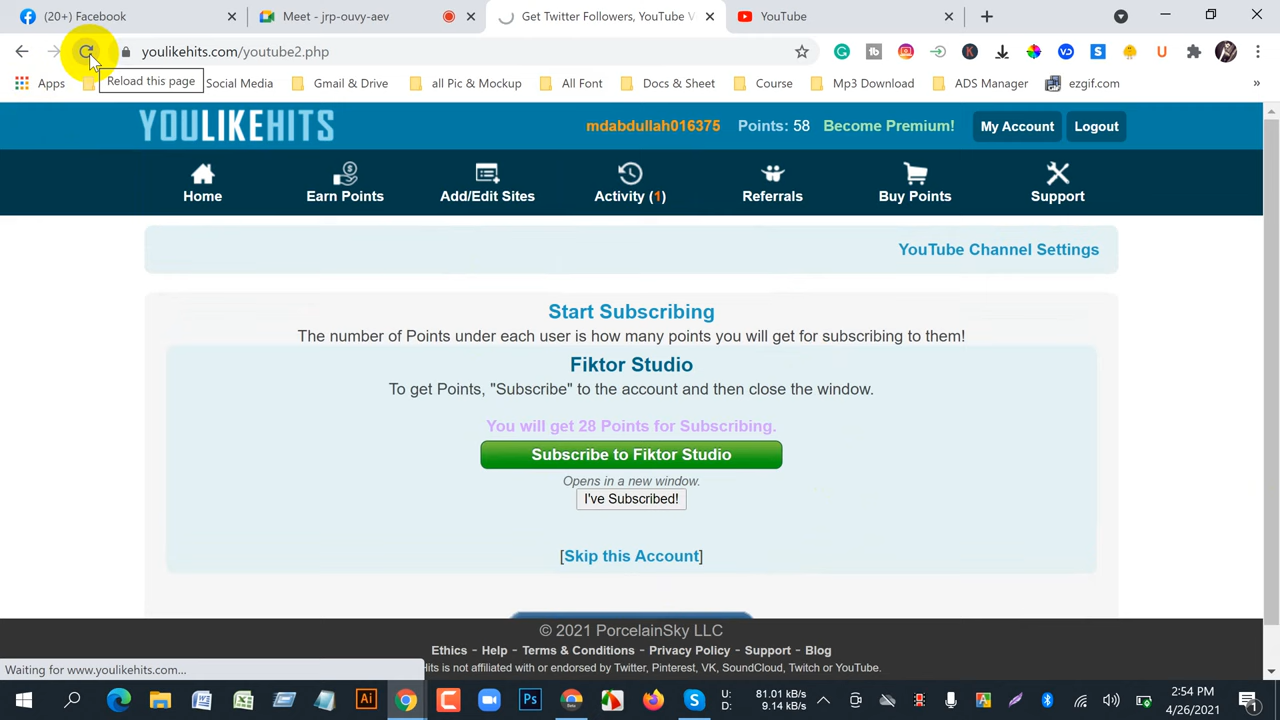 (20+) Facebook
Meet - jrp-ouvy-aev
Get Twitter Followers, YouTube V
YouTube
youlikehits.com/youtube2.php
Reload this page
Apps
Social Media
Gmail & Drive
all Pic & Mockup
All Font
Docs & Sheet
Course
Mp3 Download
ADS Manager
ezgif.com
YOULIKEHITS
mdabdullah016375
Points: 58
Become Premium!
My Account
Logout
Home
Earn Points
Add/Edit Sites
Activity (1)
Referrals
Buy Points
Support
YouTube Channel Settings
Start Subscribing
The number of Points under each user is how many points you will get for subscribing to them!
Fiktor Studio
To get Points, "Subscribe" to the account and then close the window.
You will get 28 Points for Subscribing.
Subscribe to Fiktor Studio
Opens in a new window.
I've Subscribed!
[Skip this Account]
© 2021 PorcelainSky LLC
Ethics - Help - Terms & Conditions - Privacy Policy - Support - Blog
Hits is not affiliated with or endorsed by Twitter, Pinterest, VK, SoundCloud, Twitch or YouTube.
Waiting for www.youlikehits.com...
U: 81.01 kB/s
D: 9.14 kB/s
2:54 PM
4/26/2021